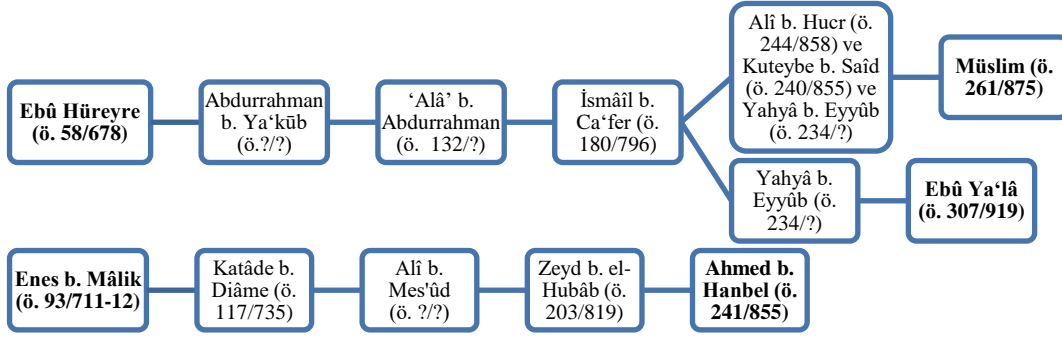 Ebû Hüreyre
(ö. 58/678)
Abdurrahman
b. Ya‘kūb
(ö.?/?)
‘Alâ’ b.
Abdurrahman
(ö. 132/?)
İsmâîl b.
Ca‘fer (ö.
180/796)
Alî b. Hucr (ö.
244/858) ve
Kuteybe b. Saîd
(ö. 240/855) ve
Yahyâ b. Eyyûb
(ö. 234/?)
Müslim (ö.
261/875)
Yahyâ b.
Eyyûb (ö.
234/?)
Ebû Ya‘lâ
(ö. 307/919)
Enes b. Mâlik
(ö. 93/711-12)
Katâde b.
Diâme (ö.
117/735)
Alî b.
Mes'ûd
(ö. ?/?)
Zeyd b. el-
Hubâb (ö.
203/819)
Ahmed b.
Hanbel (ö.
241/855)